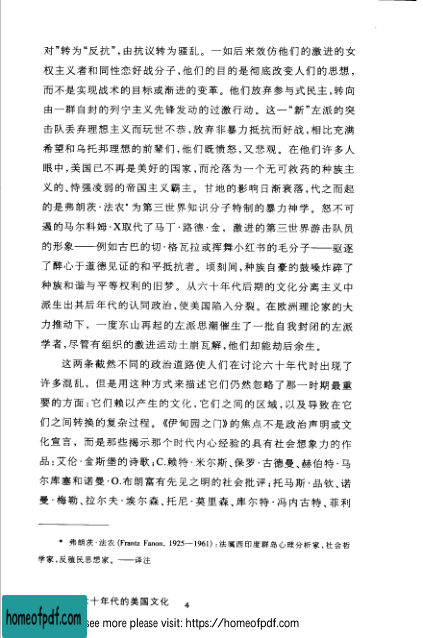 对”转为“反抗”,由抗议转为骚乱。一如后来效仿他们的激进的女
权主义者和同性恋好战分子,他们的目的是彻底改变人们的思想,
而不是实现战术的目标或渐进的变革。他们放弃参与式民主,转向
由一群自封的列宁主义先锋发动的过激行动。这一“新”左派的突
击队丢弃理想主义而玩世不恭,放弃非暴力抵抗而好战,相比充满
希望和乌托邦理想的前辈们,他们既愤怒,又悲观。在他们许多人
眼中,美国已不再是美好的国家,而沦落为一个无可救药的种族主
义的、恃强凌弱的帝国主义霸主。甘地的影响日渐衰落,代之而起
的是弗朗茨·法农*为第三世界知识分子特制的暴力神学。怒不可
遏的马尔科姆·X取代了马丁·路德·金,激进的第三世界游击队员
的形象——例如古巴的切·格瓦拉或挥舞小红书的毛分子——驱逐
了醉心于道德见证的和平抵抗者。顷刻间,种族自豪的鼓噪炸碎了
种族和谐与平等权利的旧梦。从六十年代后期的文化分离主义中
派生出其后年代的认同政治,使美国陷入分裂。在欧洲理论家的大
力推动下,一度东山再起的左派思潮催生了一批自我封闭的左派
学者,尽管有组织的激进运动土崩瓦解,他们却能劫后余生。
这两条截然不同的政治道路使人们在讨论六十年代时出现了
许多混乱。但是用这种方式来描述它们仍然忽略了那一时期最重
要的方面:它们赖以产生的文化,它们之间的区域,以及导致在它
们之间转换的复杂过程。《伊甸园之门》的焦点不是政治声明或文
化宣言,而是那些揭示那个时代内心经验的具有社会想象力的作
品:艾伦·金斯堡的诗歌;C.赖特·米尔斯、保罗·古德曼、赫伯特·马
尔库塞和诺曼·O.布朗富有先见之明的社会批评;托马斯·品钦、诺
曼·梅勒、拉尔夫·埃尔森、托尼·莫里森、库尔特·冯内古特、菲利
* 弗朗茨·法农(Frantz Fanon, 1925—1961):法属西印度群岛心理分析家,社会哲
学家,反殖民思想家。——译注
十年代的美国文化 4
homeofpdf.com
see more please visit: https://homeofpdf.com